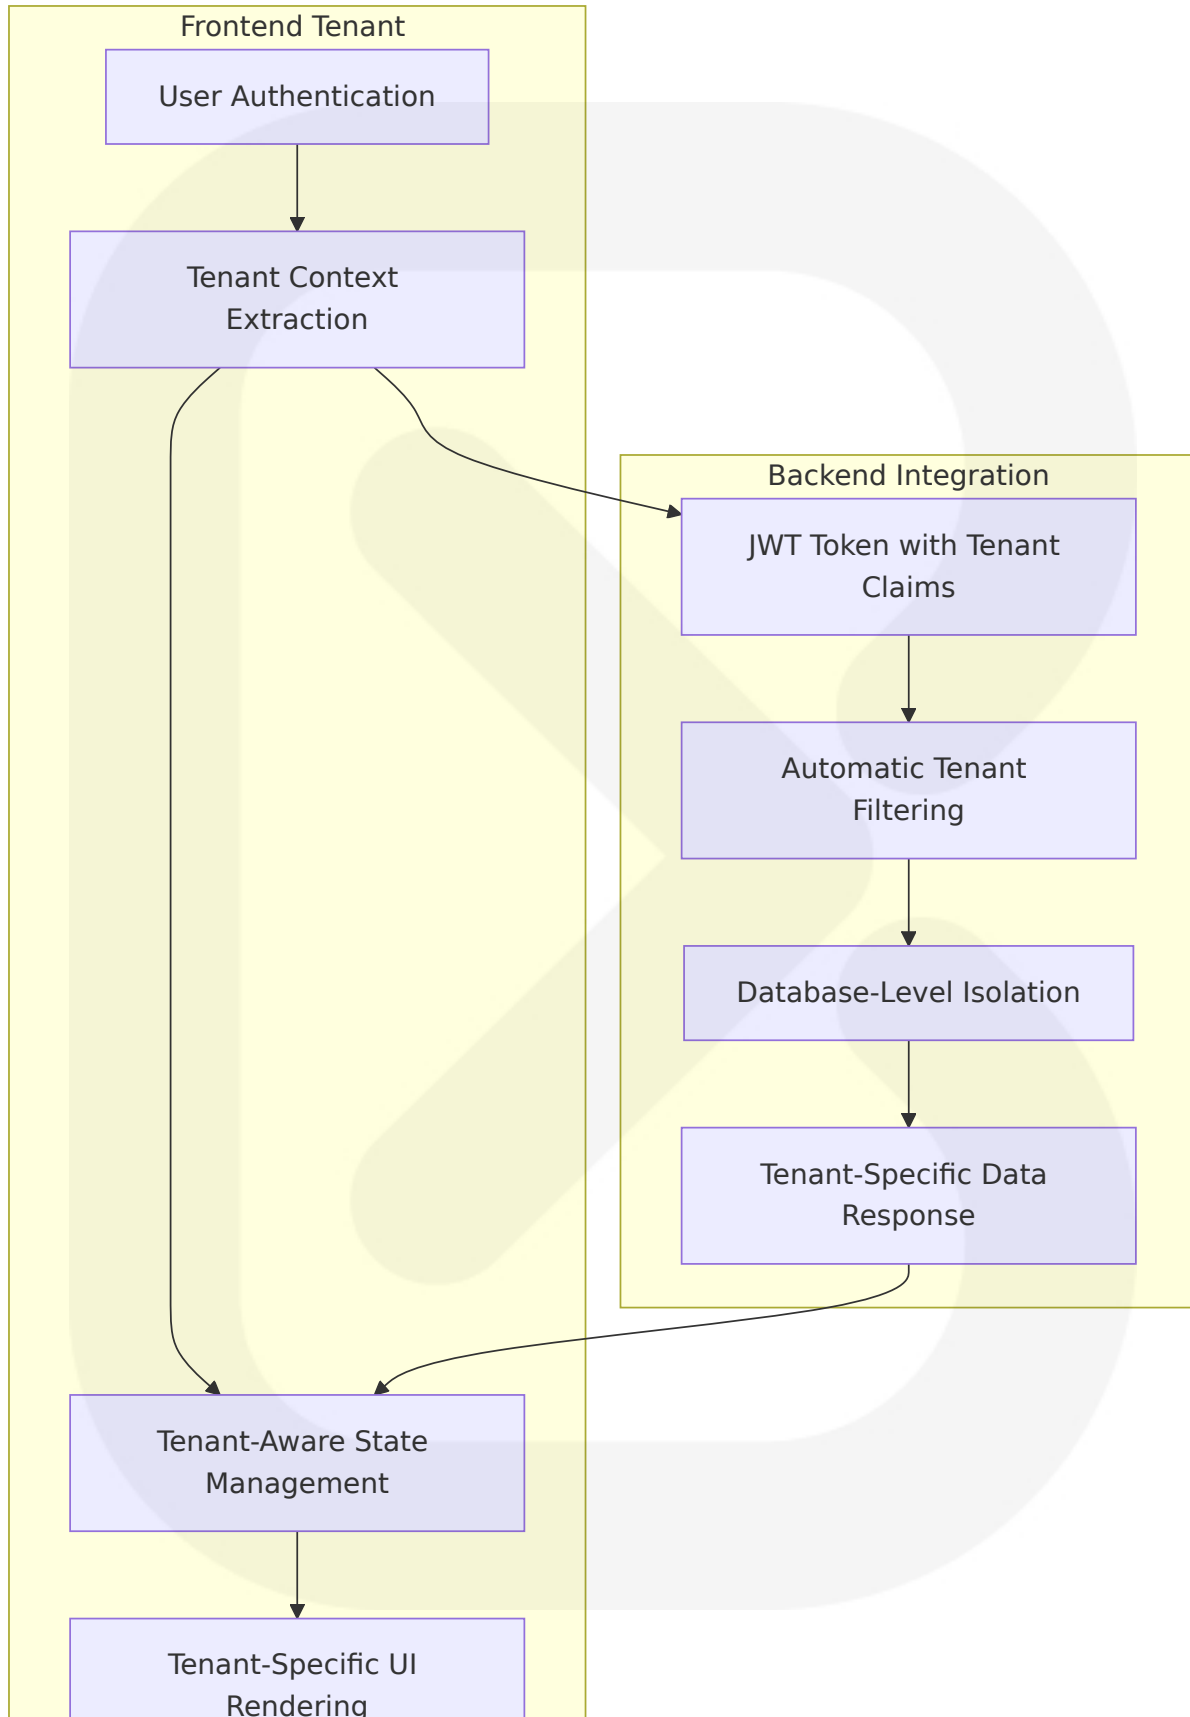 Frontend Tenant
User Authentication
Tenant Context
Extraction
Backend Integration
JWT Token with Tenant
Claims
Automatic Tenant
Filtering
Database-Level Isolation
Tenant-Specific Data
Response
Tenant-Aware State
Management
Tenant-Specific UI
Rendering